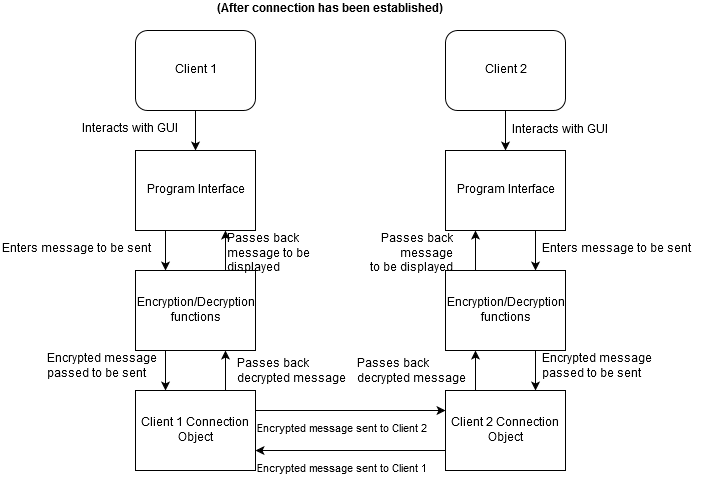 (After connection has been established)
Client 1
Client 2
Interacts with GUI
Interacts with GUI
Program Interface
Program Interface
Enters message to be sent
Passes back
message to be
displayed
Passes back
message
to be displayed
Enters message to be sent
Encryption/Decryption
functions
Encryption/Decryption
functions
Encrypted message
passed to be sent
Passes back
decrypted message
Passes back
decrypted message
Encrypted message
passed to be sent
Client 1 Connection
Object
Client 2 Connection
Object
Encrypted message sent to Client 2
Encrypted message sent to Client 1